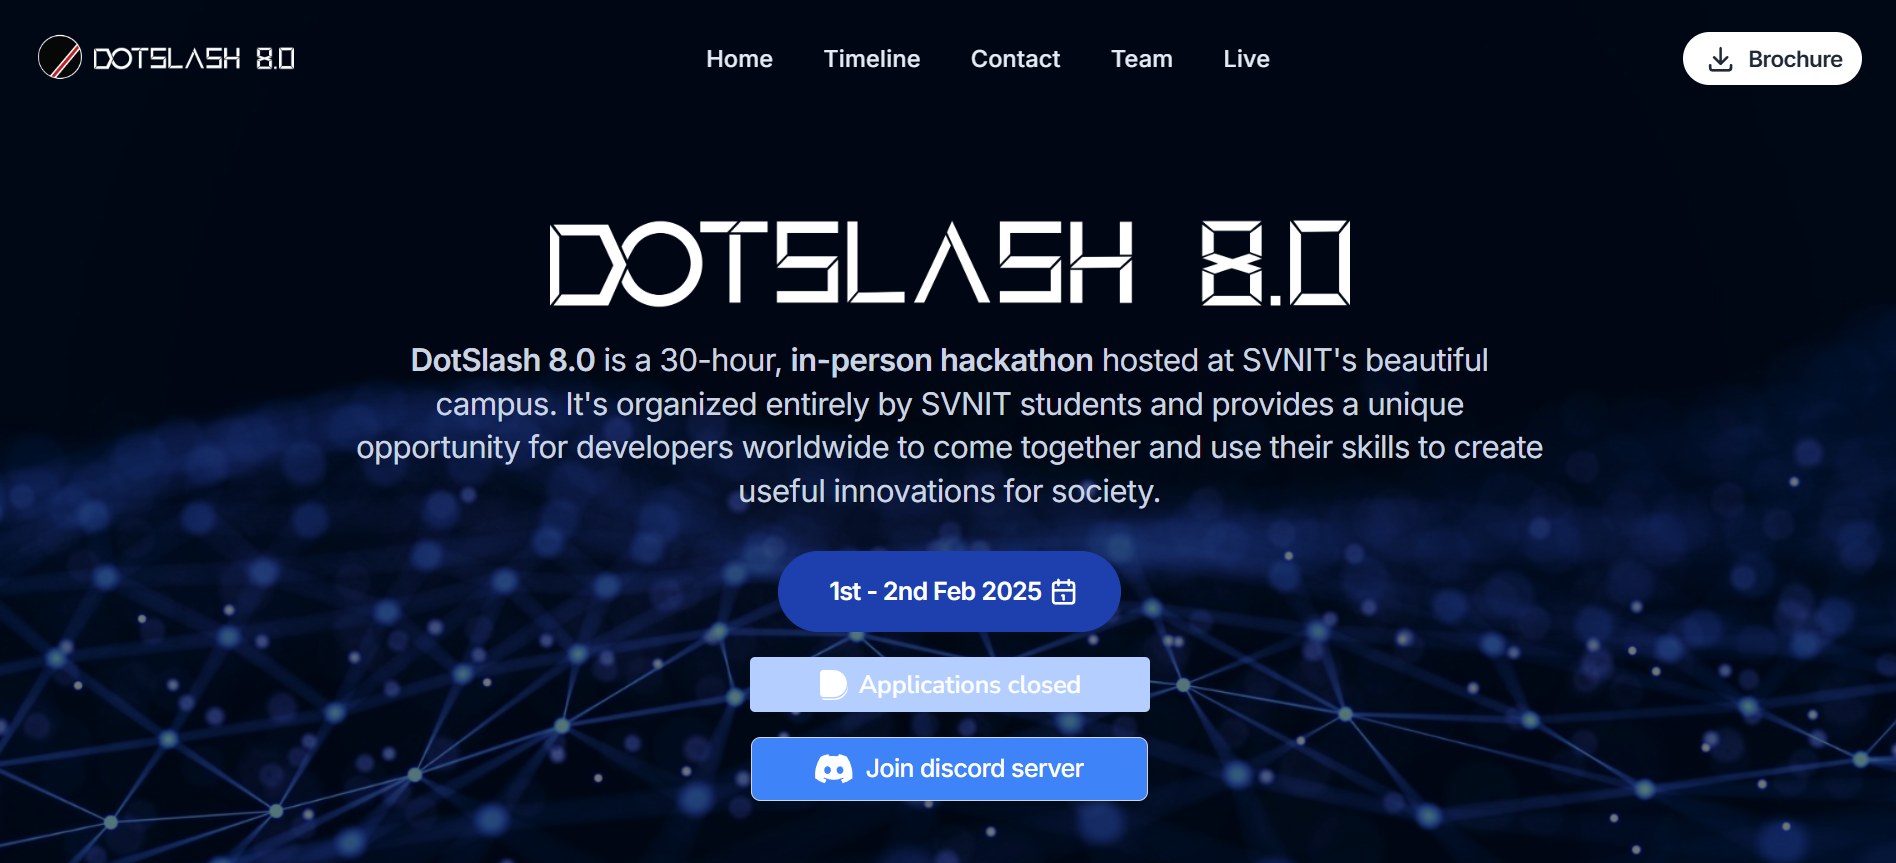 DOTSLASH 8.0
Home Timeline Contact Team Live
Brochure
DOTSLASH 8.0
DotSlash 8.0 is a 30-hour, in-person hackathon hosted at SVNIT's beautiful
campus. It's organized entirely by SVNIT students and provides a unique
opportunity for developers worldwide to come together and use their skills to create
useful innovations for society.
1st - 2nd Feb 2025
Applications closed
Join discord server